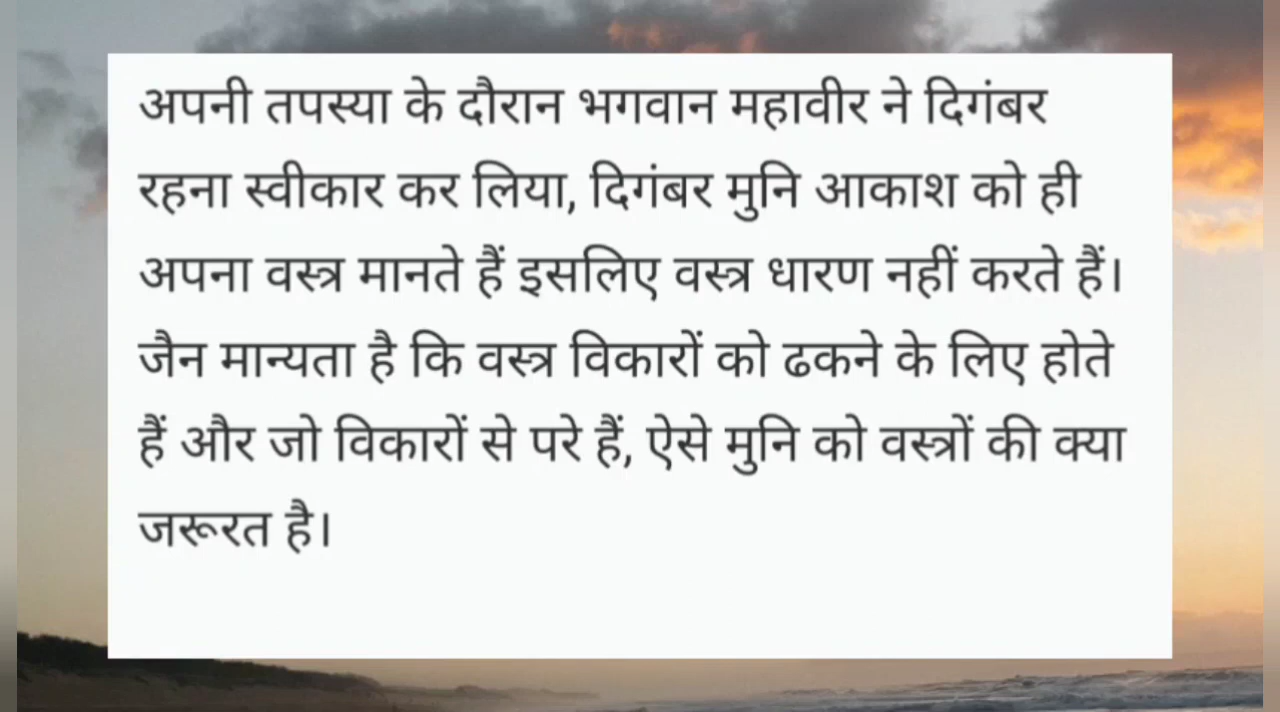 अपनी तपस्या के दौरान भगवान महावीर ने दिगंबर
रहना स्वीकार कर लिया, दिगंबर मुनि आकाश को ही
अपना वस्त्र मानते हैं इसलिए वस्त्र धारण नहीं करते हैं।
जैन मान्यता है कि वस्त्र विकारों को ढकने के लिए होते
हैं और जो विकारों से परे हैं, ऐसे मुनि को वस्त्रों की क्या
जरूरत है।